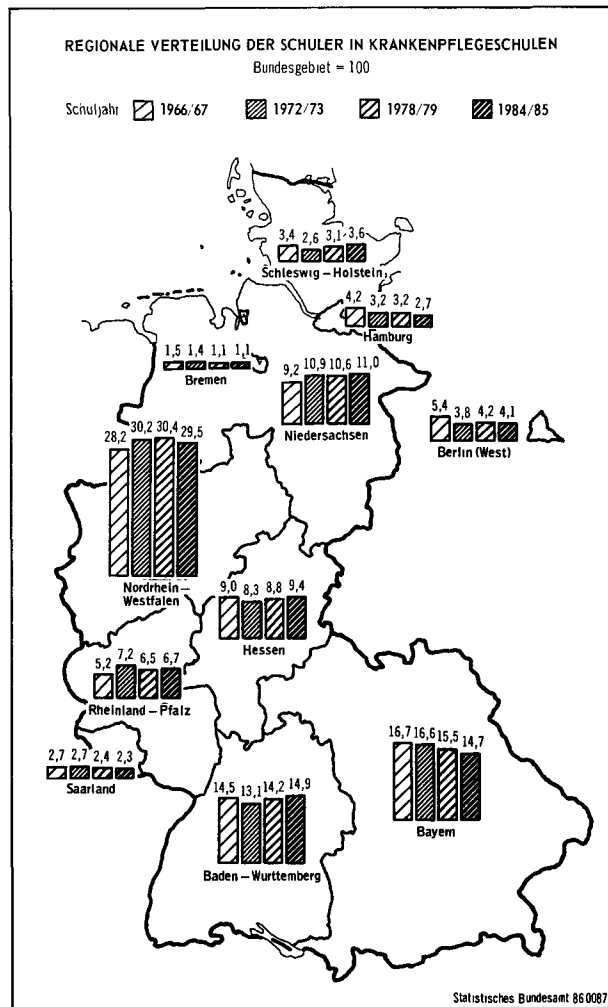 REGIONALE VERTEILUNG DER SCHULER IN KRANKENPFLEGESCHULEN
Bundesgebiet = 100
Schuljahr 1966/67 1972/73 1978/79 1984/85
3,4 2,6 3,1 3,6
Schleswig – Holstein
4,2 3,2 3,2 2,7
Hamburg
1,5 1,4 1,1 1,1
Bremen
9,2 10,9 10,6 11,0
Niedersachsen
5,4 3,8 4,2 4,1
Berlin (West)
28,2 30,2 30,4 29,5
Nordrhein –
Westfalen
9,0 8,3 8,8 9,4
Hessen
5,2 7,2 6,5 6,7
Rheinland – Pfalz
2,7 2,7 2,4 2,3
Saarland
14,5 13,1 14,2 14,9
Baden – Wurttemberg
16,7 16,6 15,5 14,7
Bayern
Statistisches Bundesamt 86 0087